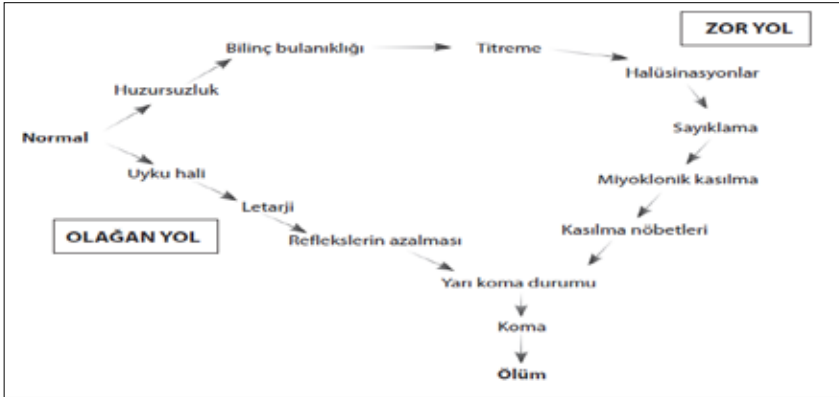 ZOR YOL
Bilinç bulanıklığı
Titreme
Halüsinasyonlar
Huzursuzluk
Sayıklama
Normal
Uyku hali
Miyoklonik kasılma
Letarji
OLAĞAN YOL
Reflekslerin azalması
Kasılma nöbetleri
Yarı koma durumu
Koma
Ölüm